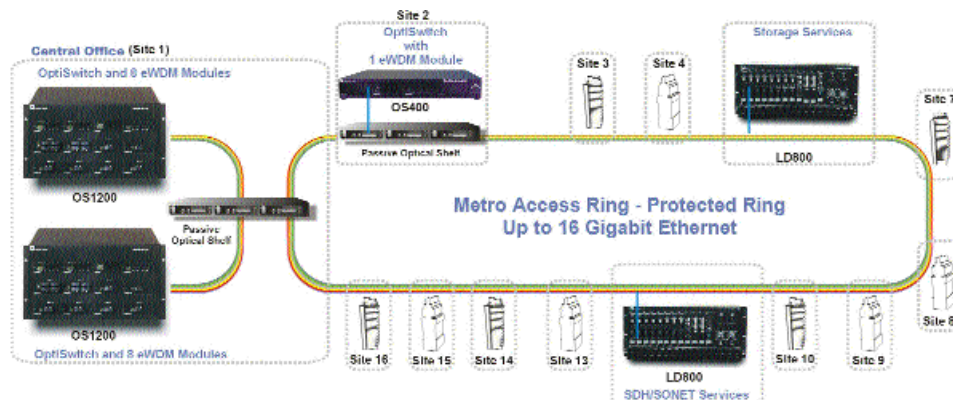 Central Office (Site 1)
OptiSwitch and 8 eWDM Modules
OS1200
Passive
Optical Shelf
OS1200
OptiSwitch and 8 eWDM Modules
Site 2
OptiSwitch
with
1 eWDM Module
OS400
Passive Optical Shelf
Site 3
Site 4
Storage Services
LD800
Site 7
Metro Access Ring - Protected Ring
Up to 16 Gigabit Ethernet
Site 8
Site 16
Site 15
Site 14
Site 13
LD800
SDH/SONET Services
Site 10
Site 9